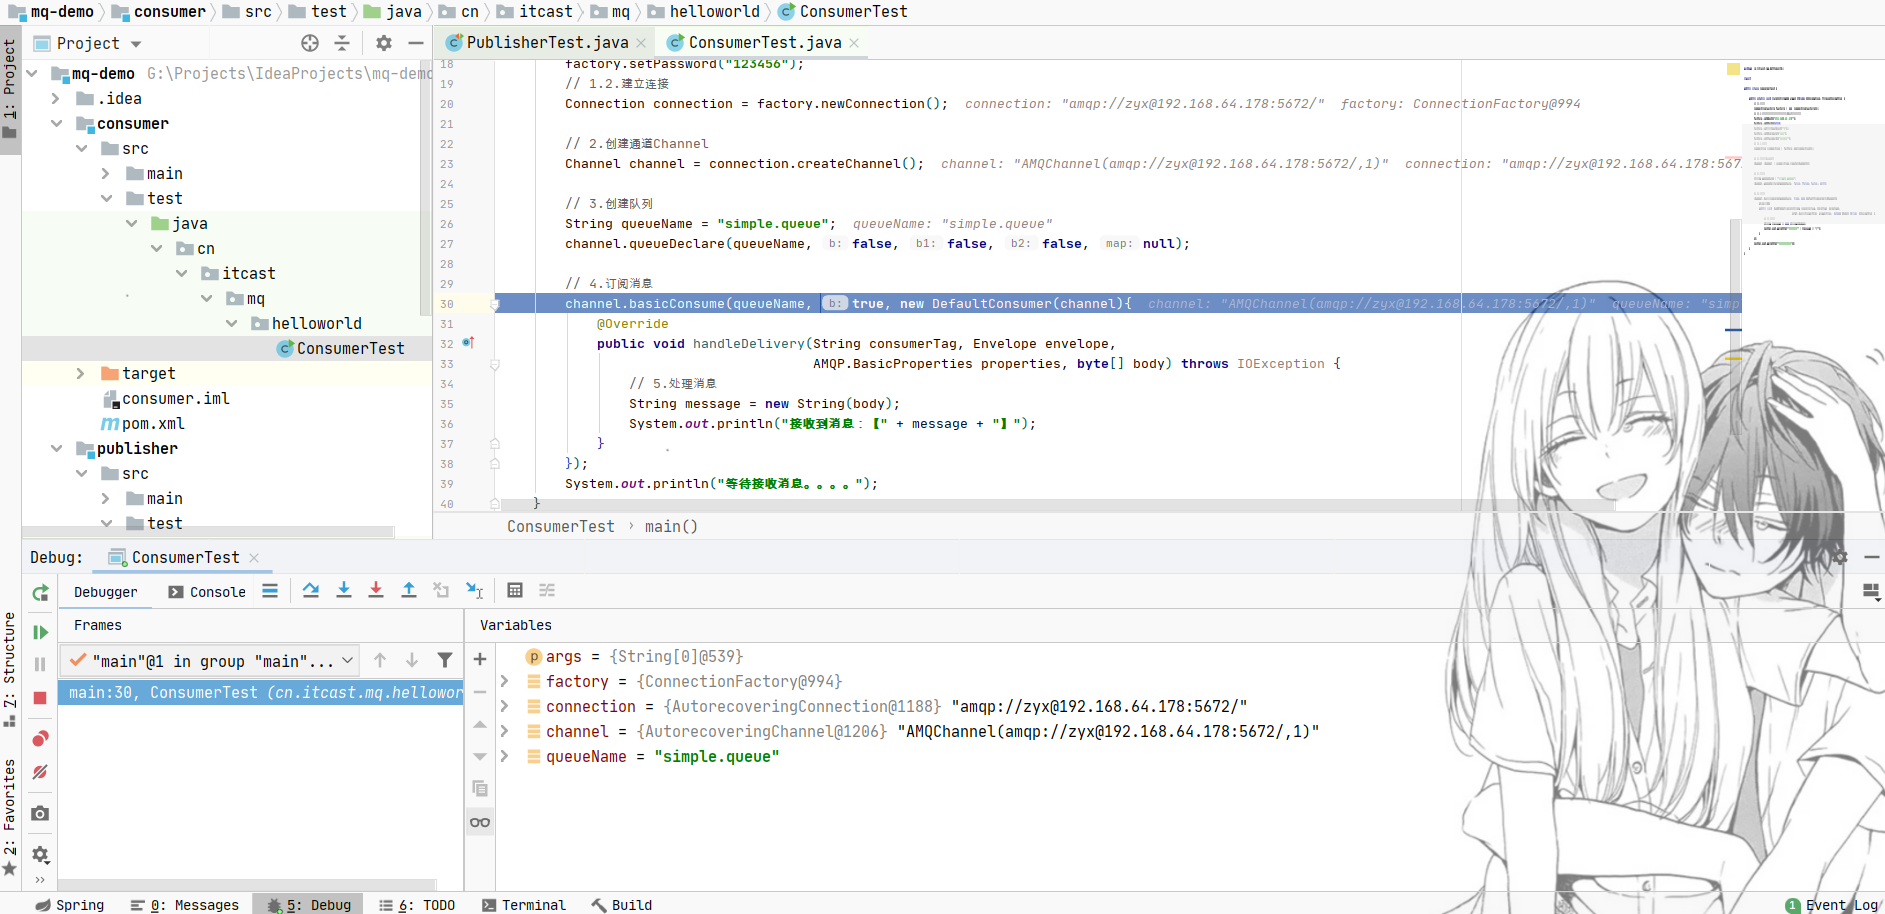 mq-demo consumer src test java cn itcast mq helloworld ConsumerTest
1: Project
Project
PublisherTest.java ConsumerTest.java
mq-demo G:\Projects\IdeaProjects\mq-demo
.idea
consumer
src
main
test
java
cn
itcast
mq
helloworld
ConsumerTest
target
consumer.iml
pom.xml
publisher
src
main
test
18 factory.setPassword("123456");
19 // 1.2.建立连接
20 Connection connection = factory.newConnection(); connection: "amqp://zyx@192.168.64.178:5672/" factory: ConnectionFactory@994
21
22 // 2.创建通道Channel
23 Channel channel = connection.createChannel(); channel: "AMQChannel(amqp://zyx@192.168.64.178:5672/,1)" connection: "amqp://zyx@192.168.64.178:567
24
25 // 3.创建队列
26 String queueName = "simple.queue"; queueName: "simple.queue"
27 channel.queueDeclare(queueName, b: false, b1: false, b2: false, map: null);
28
29 // 4.订阅消息
30 channel.basicConsume(queueName, b: true, new DefaultConsumer(channel){ channel: "AMQChannel(amqp://zyx@192.168.64.178:5672/,1)" queueName: "simp
31 @Override
32 public void handleDelivery(String consumerTag, Envelope envelope,
33 AMQP.BasicProperties properties, byte[] body) throws IOException {
34 // 5.处理消息
35 String message = new String(body);
36 System.out.println("接收到消息：【" + message + "】");
37 }
38 });
39 System.out.println("等待接收消息。。。。");
40 }
ConsumerTest › main()
Debug: ConsumerTest
Debugger Console
Frames
Variables
"main"@1 in group "main"...
main:30, ConsumerTest (cn.itcast.mq.hellowor
args = {String[0]@539}
factory = {ConnectionFactory@994}
connection = {AutorecoveringConnection@1188} "amqp://zyx@192.168.64.178:5672/"
channel = {AutorecoveringChannel@1206} "AMQChannel(amqp://zyx@192.168.64.178:5672/,1)"
queueName = "simple.queue"
7: Structure
2: Favorites
Spring 0: Messages 5: Debug 6: TODO Terminal Build 1 Event Log